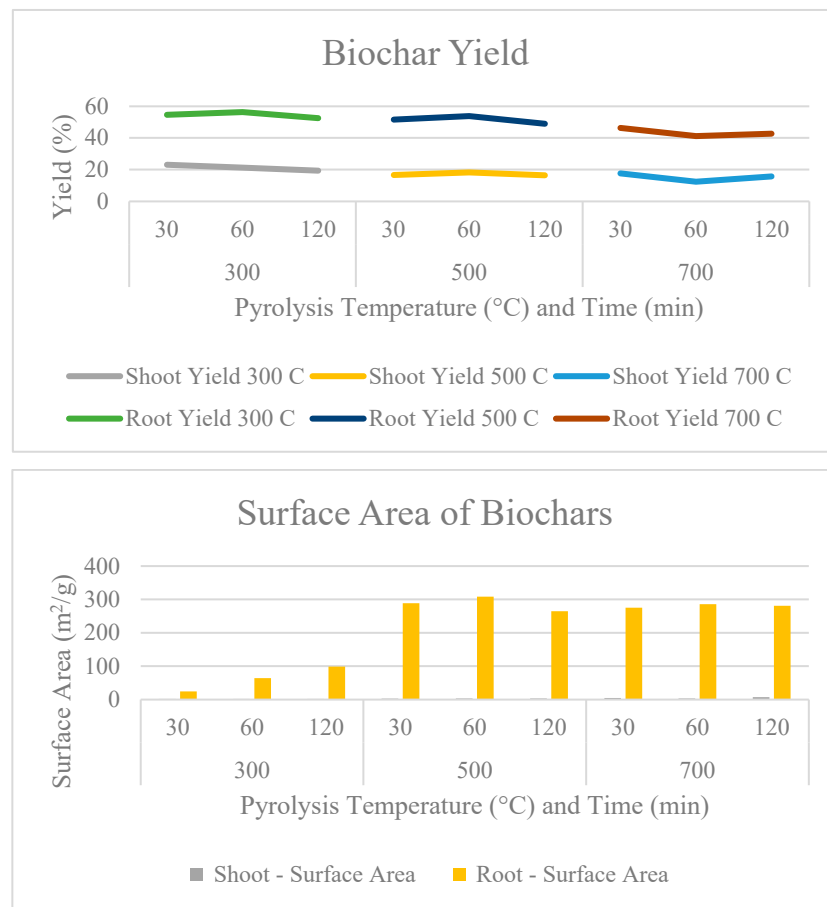 Biochar Yield
Yield (%)
60
40
20
0
30 60 120 30 60 120 30 60 120
300 500 700
Pyrolysis Temperature (°C) and Time (min)
Shoot Yield 300 C Shoot Yield 500 C Shoot Yield 700 C
Root Yield 300 C Root Yield 500 C Root Yield 700 C
Surface Area of Biochars
Surface Area (m²/g)
400
300
200
100
0
30 60 120 30 60 120 30 60 120
300 500 700
Pyrolysis Temperature (°C) and Time (min)
Shoot - Surface Area Root - Surface Area